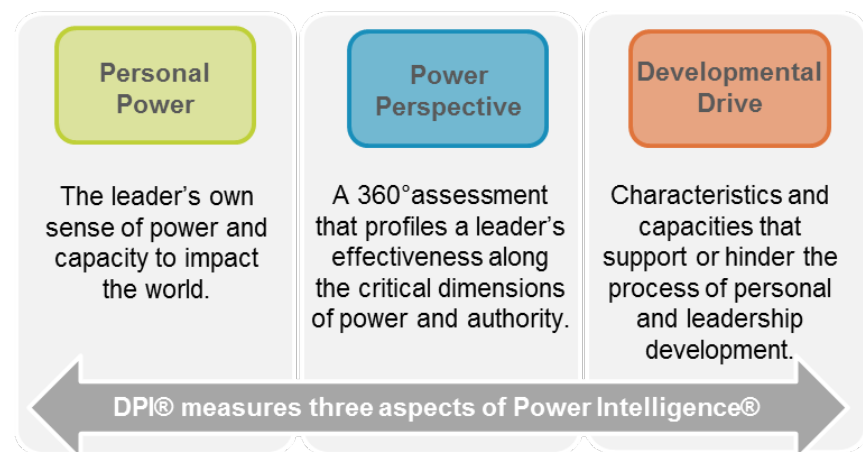 Personal
Power
The leader's own
sense of power and
capacity to impact
the world.
Power
Perspective
A 360°assessment
that profiles a leader's
effectiveness along
the critical dimensions
of power and authority.
Developmental
Drive
Characteristics and
capacities that
support or hinder the
process of personal
and leadership
development.
DPI® measures three aspects of Power Intelligence®